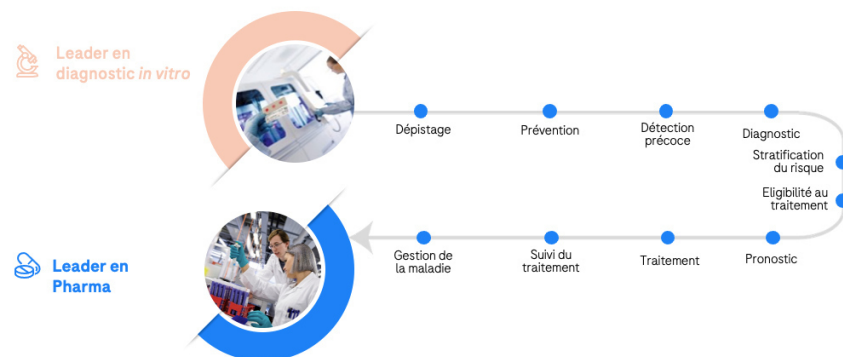 Leader en
diagnostic in vitro
Dépistage
Prévention
Détection
précoce
Diagnostic
Stratification
du risque
Eligibilité au
traitement
Leader en
Pharma
Gestion de
la maladie
Suivi du
traitement
Traitement
Pronostic